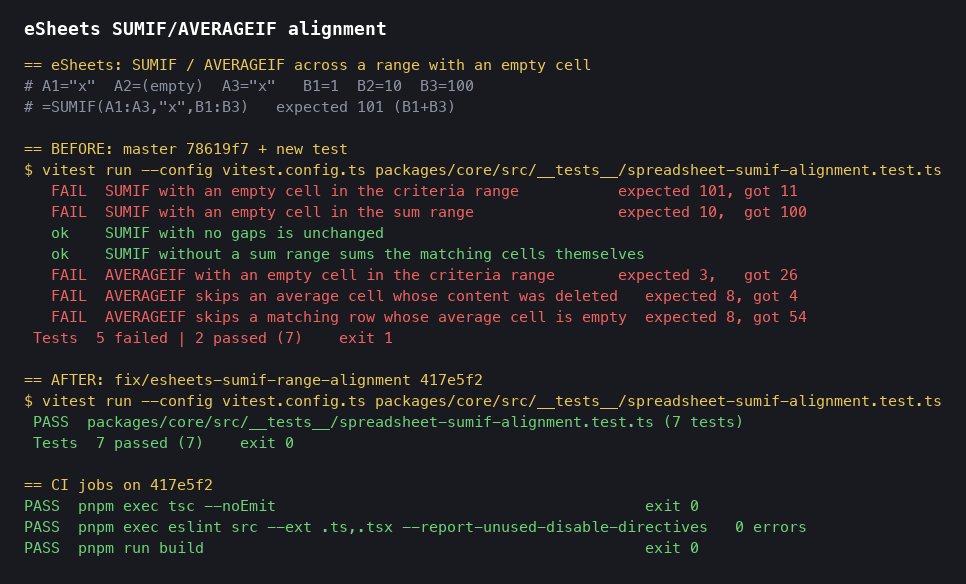 eSheets SUMIF/AVERAGEIF alignment
== eSheets: SUMIF / AVERAGEIF across a range with an empty cell
# A1="x"  A2=(empty)  A3="x"   B1=1  B2=10  B3=100
# =SUMIF(A1:A3,"x",B1:B3)   expected 101 (B1+B3)
== BEFORE: master 78619f7 + new test
$ vitest run --config vitest.config.ts packages/core/src/__tests__/spreadsheet-sumif-alignment.test.ts
FAIL  SUMIF with an empty cell in the criteria range           expected 101, got 11
FAIL  SUMIF with an empty cell in the sum range                expected 10,  got 100
ok    SUMIF with no gaps is unchanged
ok    SUMIF without a sum range sums the matching cells themselves
FAIL  AVERAGEIF with an empty cell in the criteria range       expected 3,   got 26
FAIL  AVERAGEIF skips an average cell whose content was deleted   expected 8, got 4
FAIL  AVERAGEIF skips a matching row whose average cell is empty  expected 8, got 54
Tests  5 failed | 2 passed (7)    exit 1
== AFTER: fix/esheets-sumif-range-alignment 417e5f2
$ vitest run --config vitest.config.ts packages/core/src/__tests__/spreadsheet-sumif-alignment.test.ts
PASS  packages/core/src/__tests__/spreadsheet-sumif-alignment.test.ts (7 tests)
Tests  7 passed (7)    exit 0
== CI jobs on 417e5f2
PASS  pnpm exec tsc --noEmit                                         exit 0
PASS  pnpm exec eslint src --ext .ts,.tsx --report-unused-disable-directives   0 errors
PASS  pnpm run build                                                 exit 0